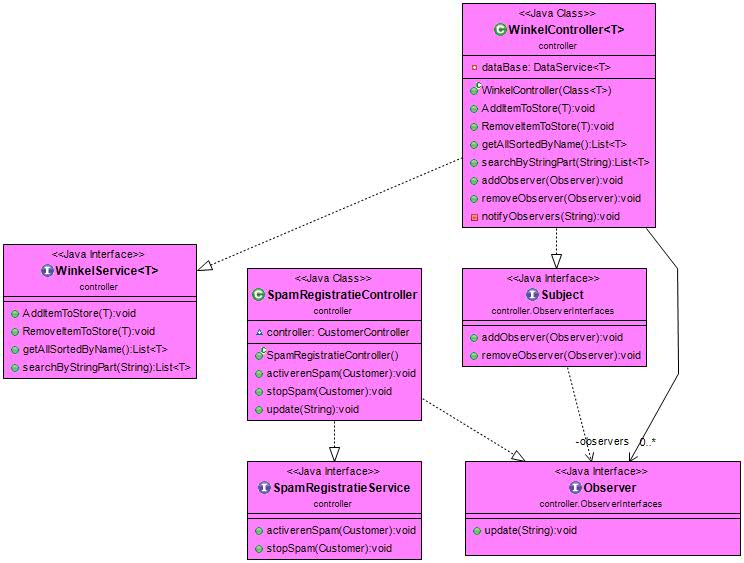 <<Java Class>>
WinkelController<T>
controller
dataBase: DataService<T>
WinkelController(Class<T>)
AddItemToStore(T):void
RemoveItemToStore(T):void
getAllSortedByName():List<T>
searchByStringPart(String):List<T>
addObserver(Observer):void
removeObserver(Observer):void
notifyObservers(String):void
<<Java Interface>>
WinkelService<T>
controller
AddItemToStore(T):void
RemoveItemToStore(T):void
getAllSortedByName():List<T>
searchByStringPart(String):List<T>
<<Java Class>>
SpamRegistratieController
controller
controller: CustomerController
SpamRegistratieController()
activerenSpam(Customer):void
stopSpam(Customer):void
update(String):void
<<Java Interface>>
Subject
controller.ObserverInterfaces
addObserver(Observer):void
removeObserver(Observer):void
-observers 0..*
<<Java Interface>>
SpamRegistratieService
controller
activerenSpam(Customer):void
stopSpam(Customer):void
<<Java Interface>>
Observer
controller.ObserverInterfaces
update(String):void